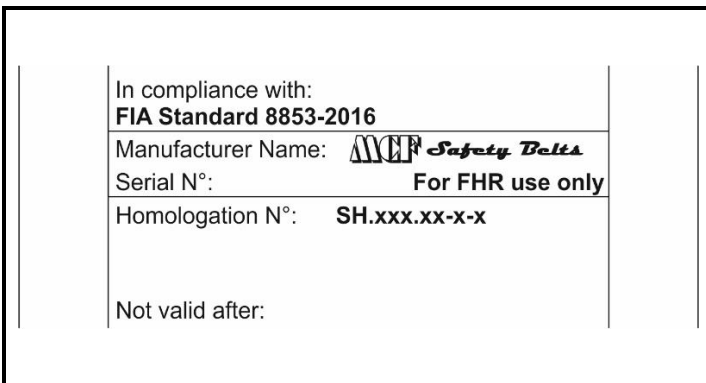 In compliance with:
FIA Standard 8853-2016
Manufacturer Name: MCF Safety Belts
Serial N°: For FHR use only
Homologation N°: SH.xxx.xx-x-x
Not valid after: